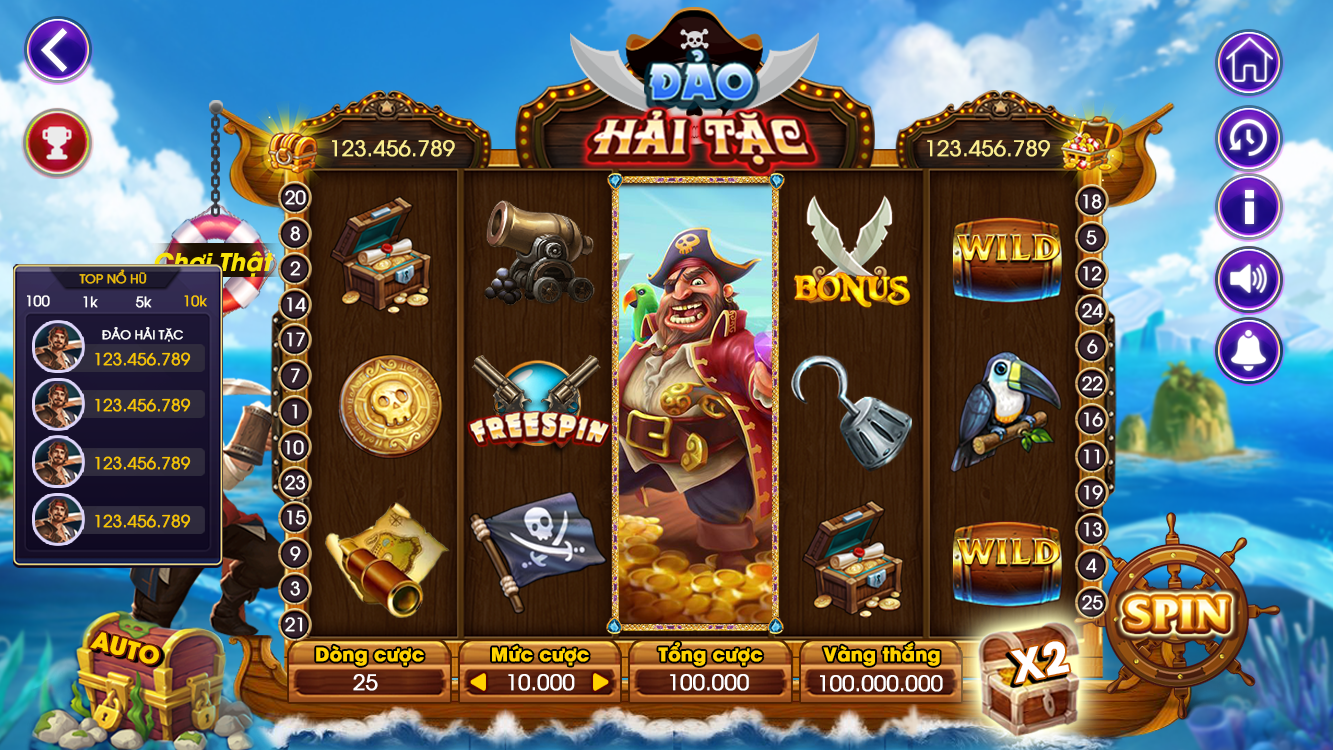 ĐẢO
HẢI TẶC
123.456.789
123.456.789
Chơi Thật
TOP NỔ HŨ
100 1k 5k 10k
ĐẢO HẢI TẶC
123.456.789
123.456.789
123.456.789
123.456.789
20
8
2
14
17
7
1
10
23
15
9
3
21
BONUS
WILD
FREESPIN
WILD
18
5
12
24
6
22
16
11
19
13
4
25
AUTO
Dòng cược
25
Mức cược
10.000
Tổng cược
100.000
Vàng thắng
100.000.000
X2
SPIN